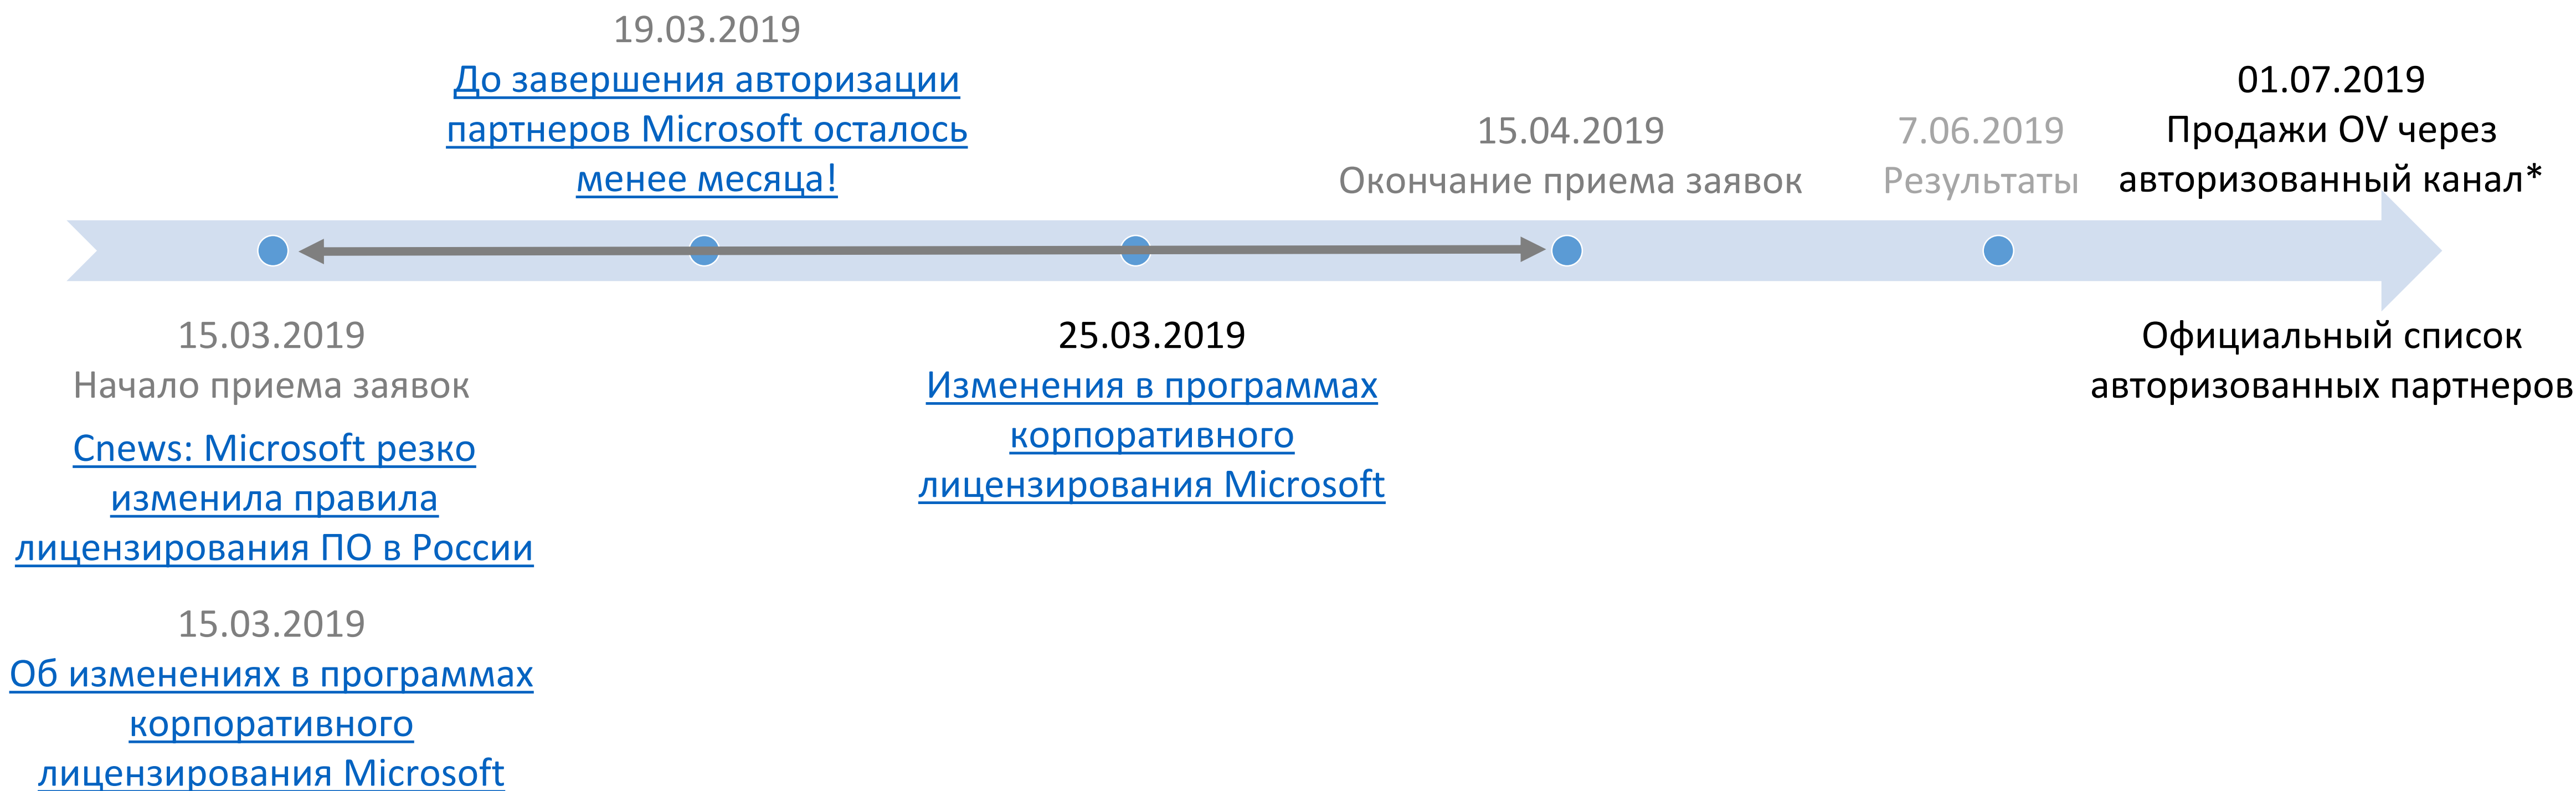 19.03.2019
До завершения авторизации
партнеров Microsoft осталось
менее месяца!
15.04.2019
Окончание приема заявок
7.06.2019
Результаты
01.07.2019
Продажи OV через
авторизованный канал*
15.03.2019
Начало приема заявок
Cnews: Microsoft резко
изменила правила
лицензирования ПО в России
15.03.2019
Об изменениях в программах
корпоративного
лицензирования Microsoft
25.03.2019
Изменения в программах
корпоративного
лицензирования Microsoft
Официальный список
авторизованных партнеров